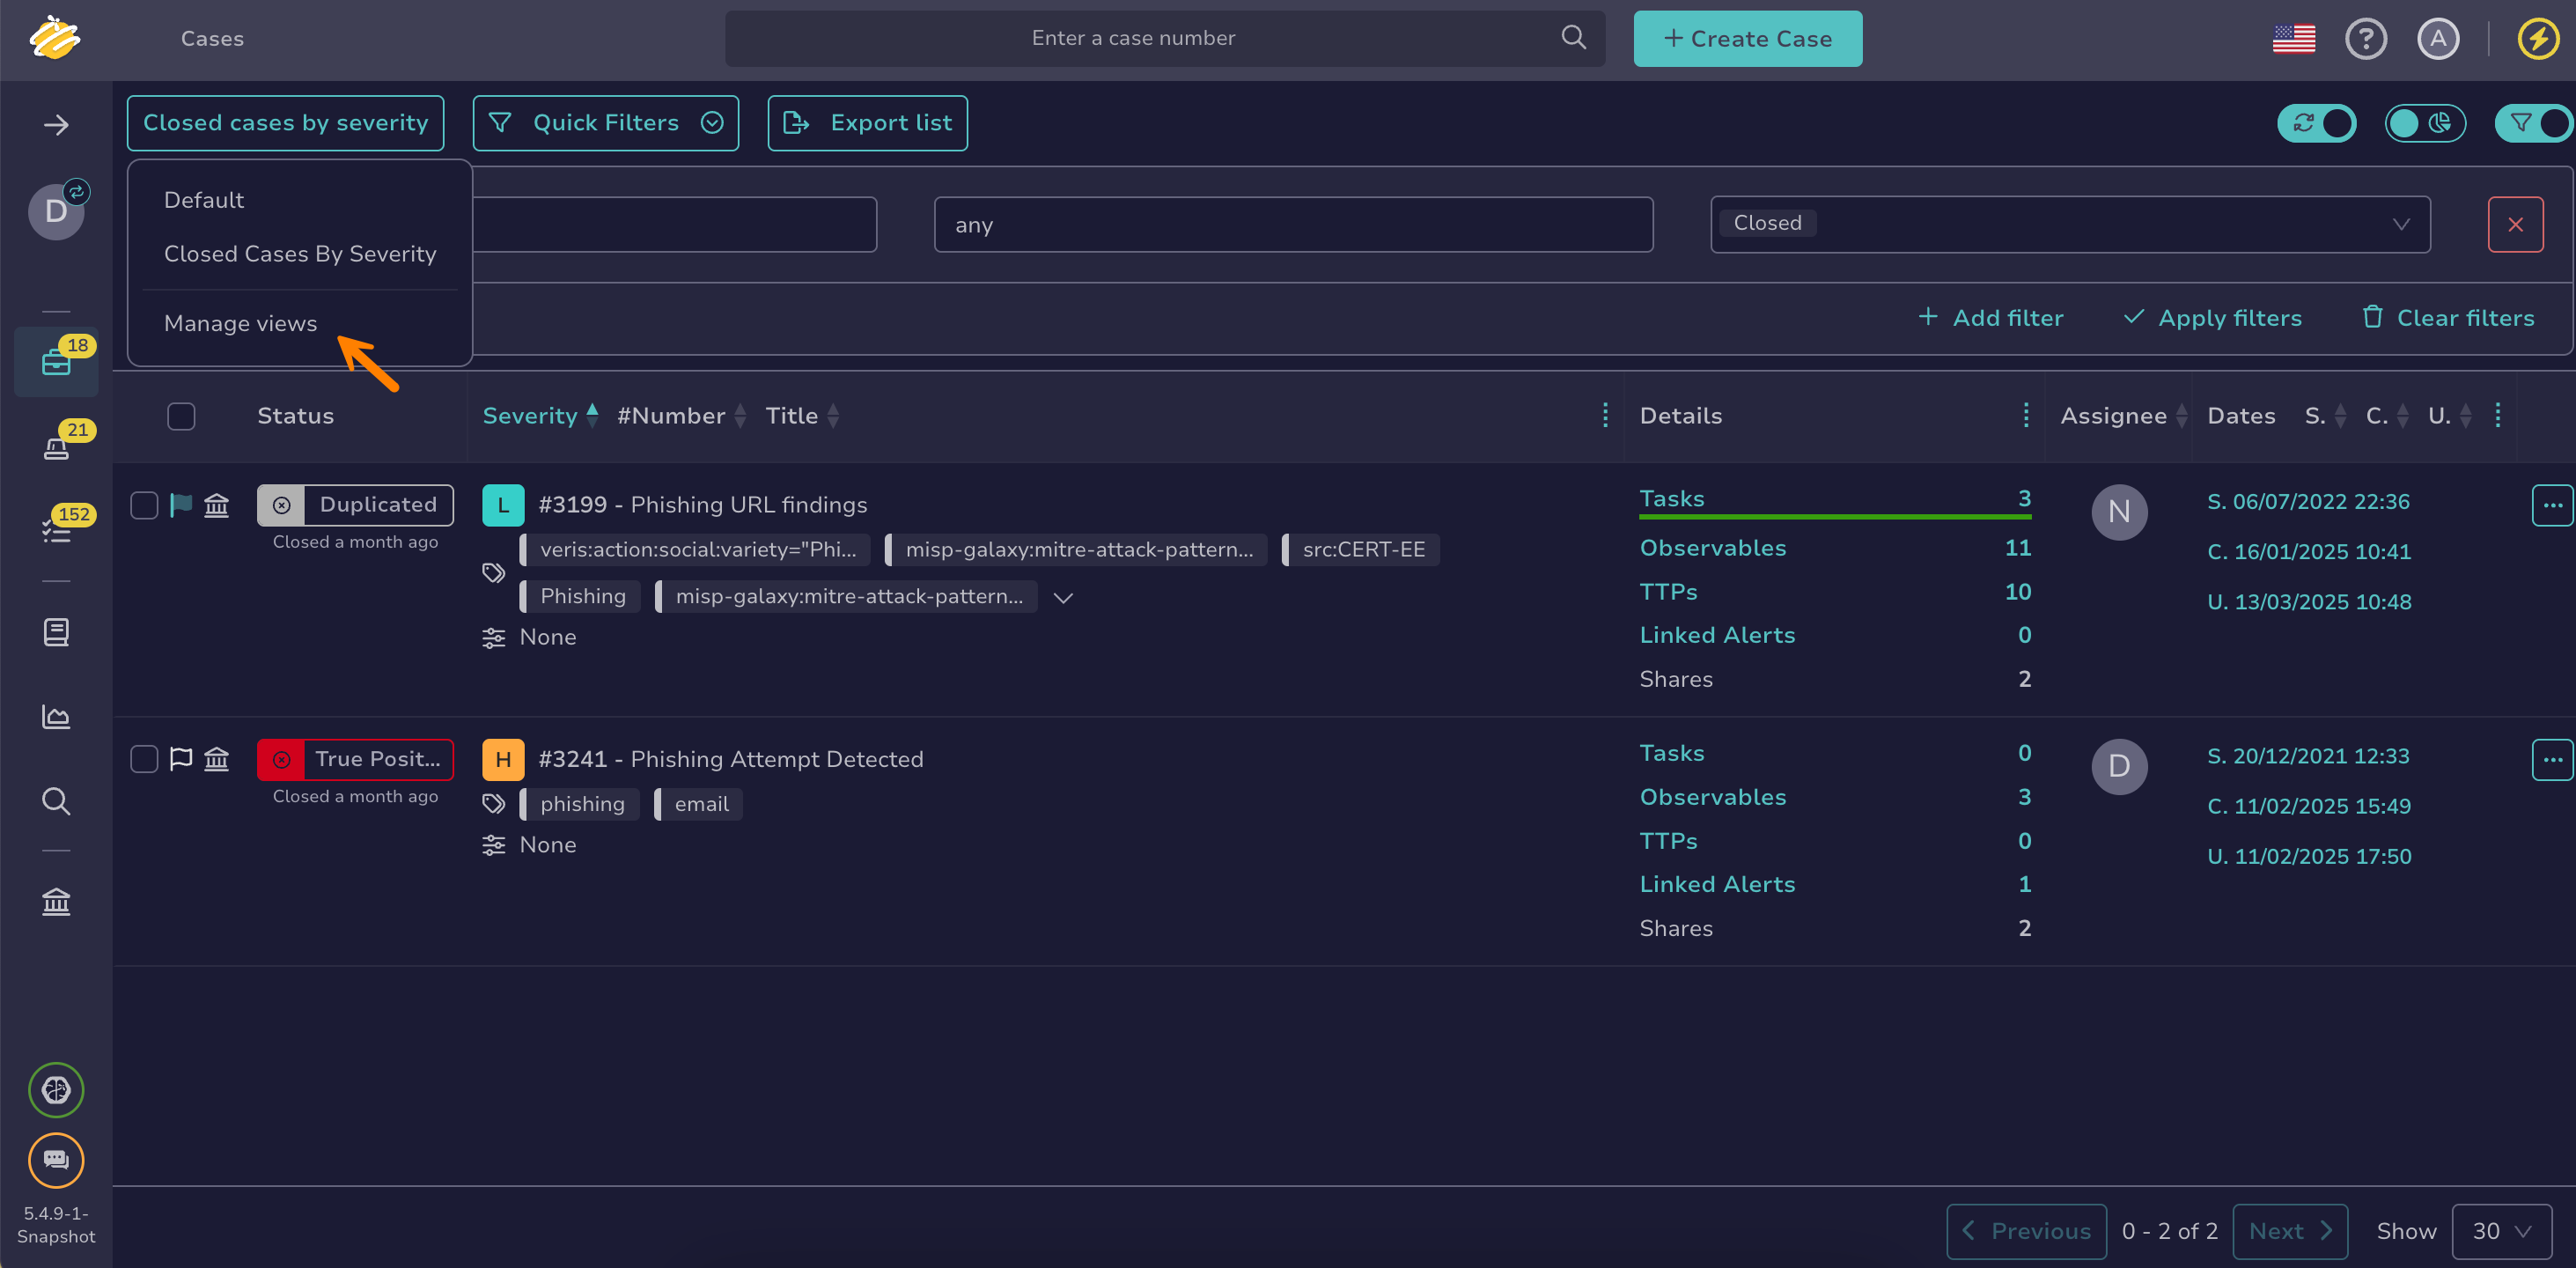 Cases
Enter a case number
+ Create Case
A
Closed cases by severity
Quick Filters
Export list
D
Default
Closed Cases By Severity
Manage views
any
Closed
Add filter
Apply filters
Clear filters
18
21
152
Status
Severity #Number Title
Details
Assignee
Dates S. C. U.
Duplicated
Closed a month ago
L #3199 - Phishing URL findings
veris:action:social:variety="Phi... misp-galaxy:mitre-attack-pattern... src:CERT-EE
Phishing misp-galaxy:mitre-attack-pattern...
None
Tasks 3
Observables 11
TTPs 10
Linked Alerts 0
Shares 2
N
S. 06/07/2022 22:36
C. 16/01/2025 10:41
U. 13/03/2025 10:48
True Posit...
Closed a month ago
H #3241 - Phishing Attempt Detected
phishing email
None
Tasks 0
Observables 3
TTPs 0
Linked Alerts 1
Shares 2
D
S. 20/12/2021 12:33
C. 11/02/2025 15:49
U. 11/02/2025 17:50
5.4.9-1-
Snapshot
Previous 0 - 2 of 2 Next Show 30